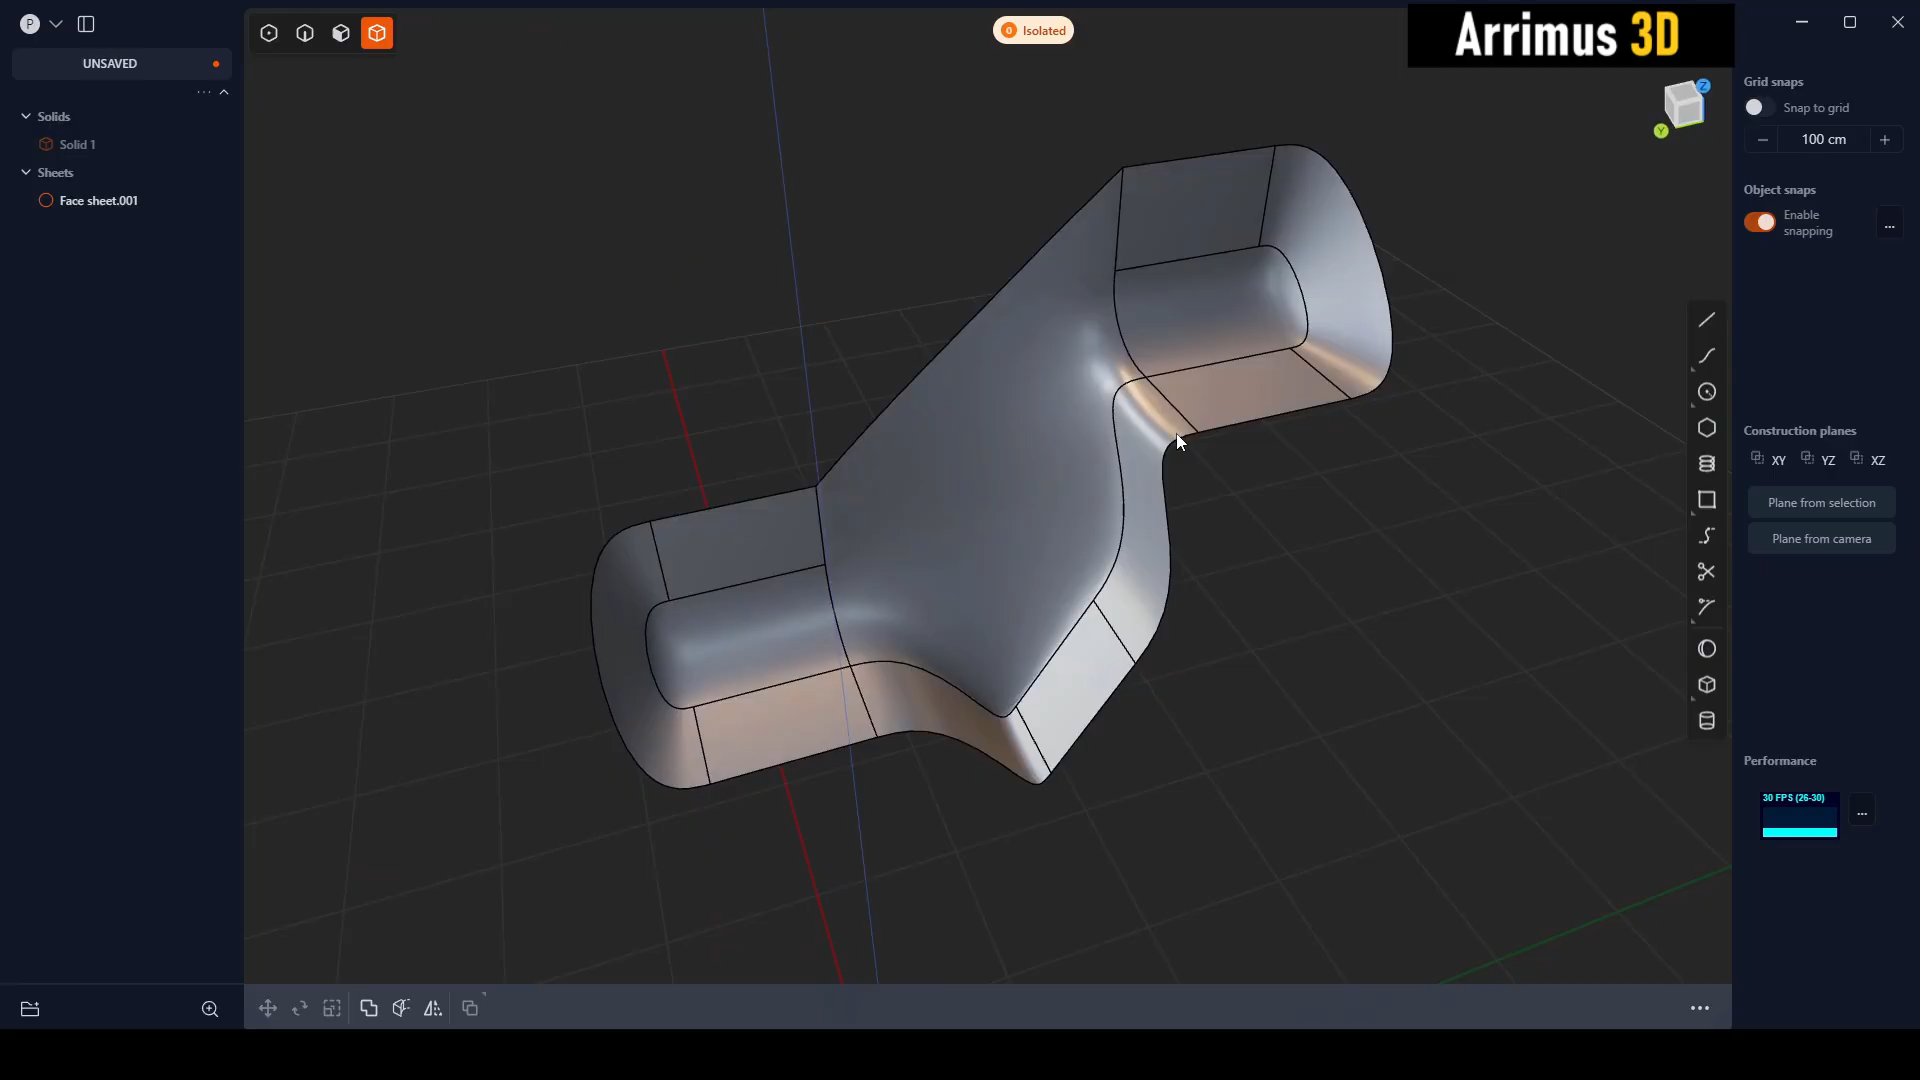 P
UNSAVED
...
Solids
Solid 1
Sheets
Face sheet.001
0 Isolated
Arrimus 3D
Z
Y
Grid snaps
Snap to grid
100 cm
Object snaps
Enable snapping
...
Construction planes
XY YZ XZ
Plane from selection
Plane from camera
Performance
30 FPS (26-30)
...